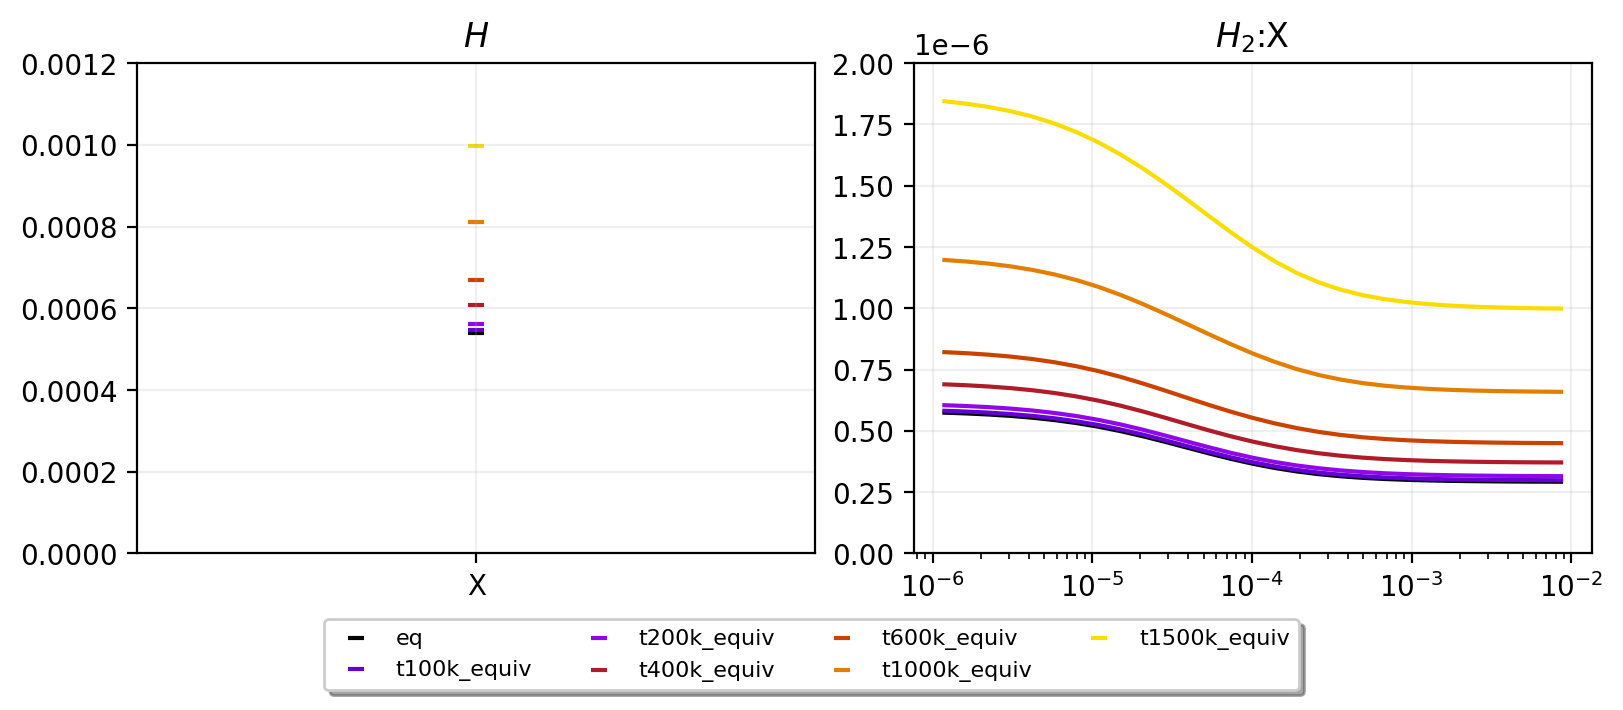 H
0.0012
0.0010
0.0008
0.0006
0.0004
0.0002
0.0000
X
H₂:X
1e−6
2.00
1.75
1.50
1.25
1.00
0.75
0.50
0.25
0.00
10⁻⁶ 10⁻⁵ 10⁻⁴ 10⁻³ 10⁻²
eq t200k_equiv t600k_equiv t1500k_equiv
t100k_equiv t400k_equiv t1000k_equiv